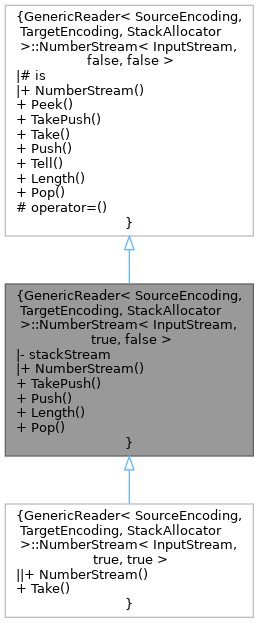 {GenericReader< SourceEncoding,
TargetEncoding, StackAllocator
>::NumberStream< InputStream,
false, false >
|# is
|+ NumberStream()
+ Peek()
+ TakePush()
+ Take()
+ Push()
+ Tell()
+ Length()
+ Pop()
# operator=()
}
{GenericReader< SourceEncoding,
TargetEncoding, StackAllocator
>::NumberStream< InputStream,
true, false >
|- stackStream
|+ NumberStream()
+ TakePush()
+ Push()
+ Length()
+ Pop()
}
{GenericReader< SourceEncoding,
TargetEncoding, StackAllocator
>::NumberStream< InputStream,
true, true >
||+ NumberStream()
+ Take()
}